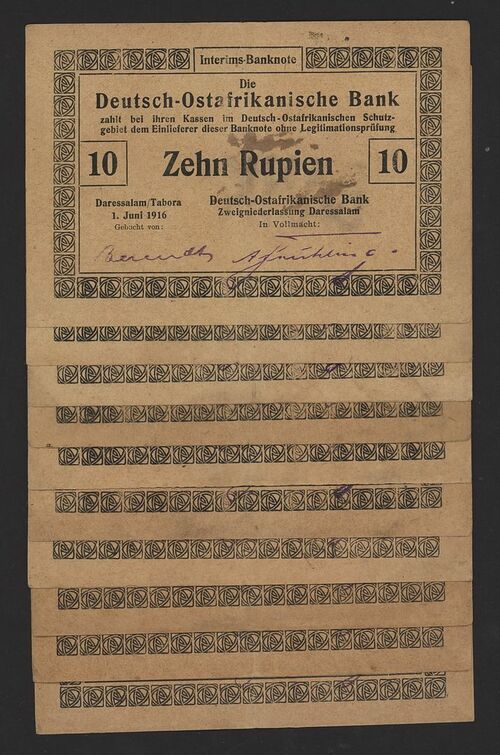 Interims-Banknote
Die
Deutsch-Ostafrikanische Bank
zahlt bei ihren Kassen im Deutsch-Ostafrikanischen Schutz-
gebiet dem Einlieferer dieser Banknote ohne Legitimationsprüfung
10 Zehn Rupien 10
Daressalam/Tabora
1. Juni 1916
Gebucht von:
Deutsch-Ostafrikanische Bank
Zweigniederlassung Daressalam
In Vollmacht: